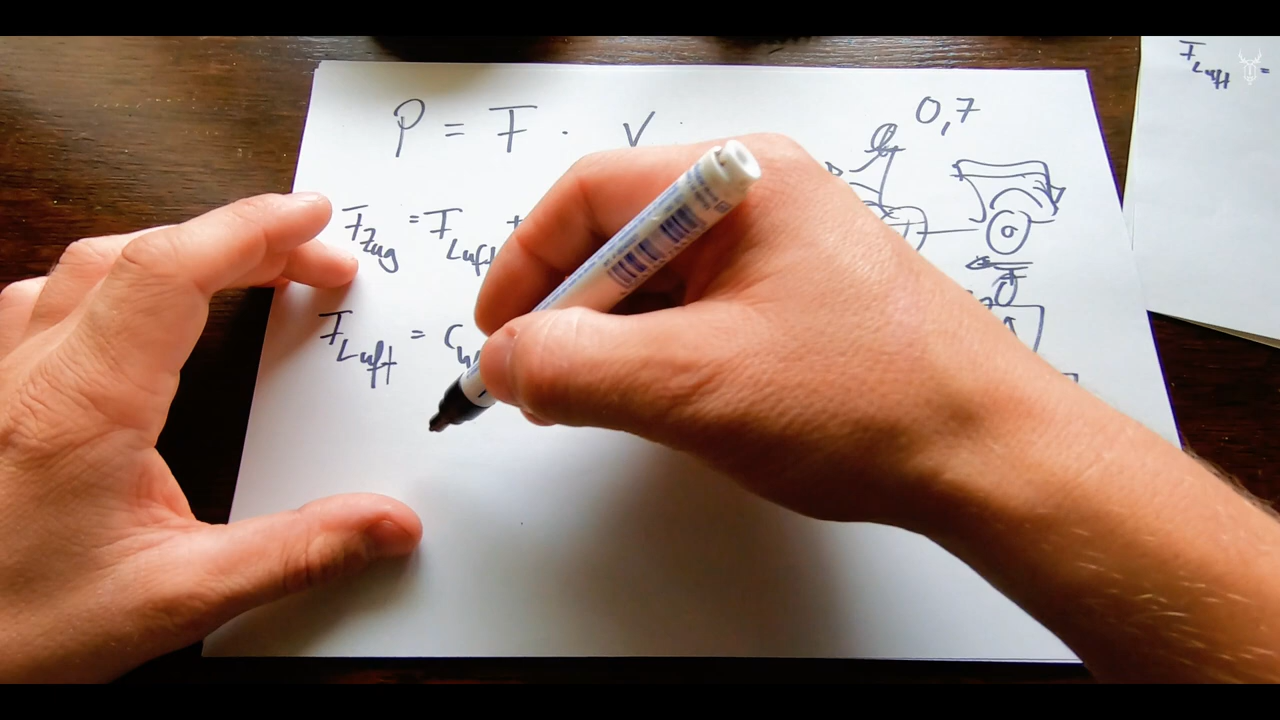 P = F · v
0,7
F_Zug = F_Luft +
F_Luft = C_w
F_Luft =